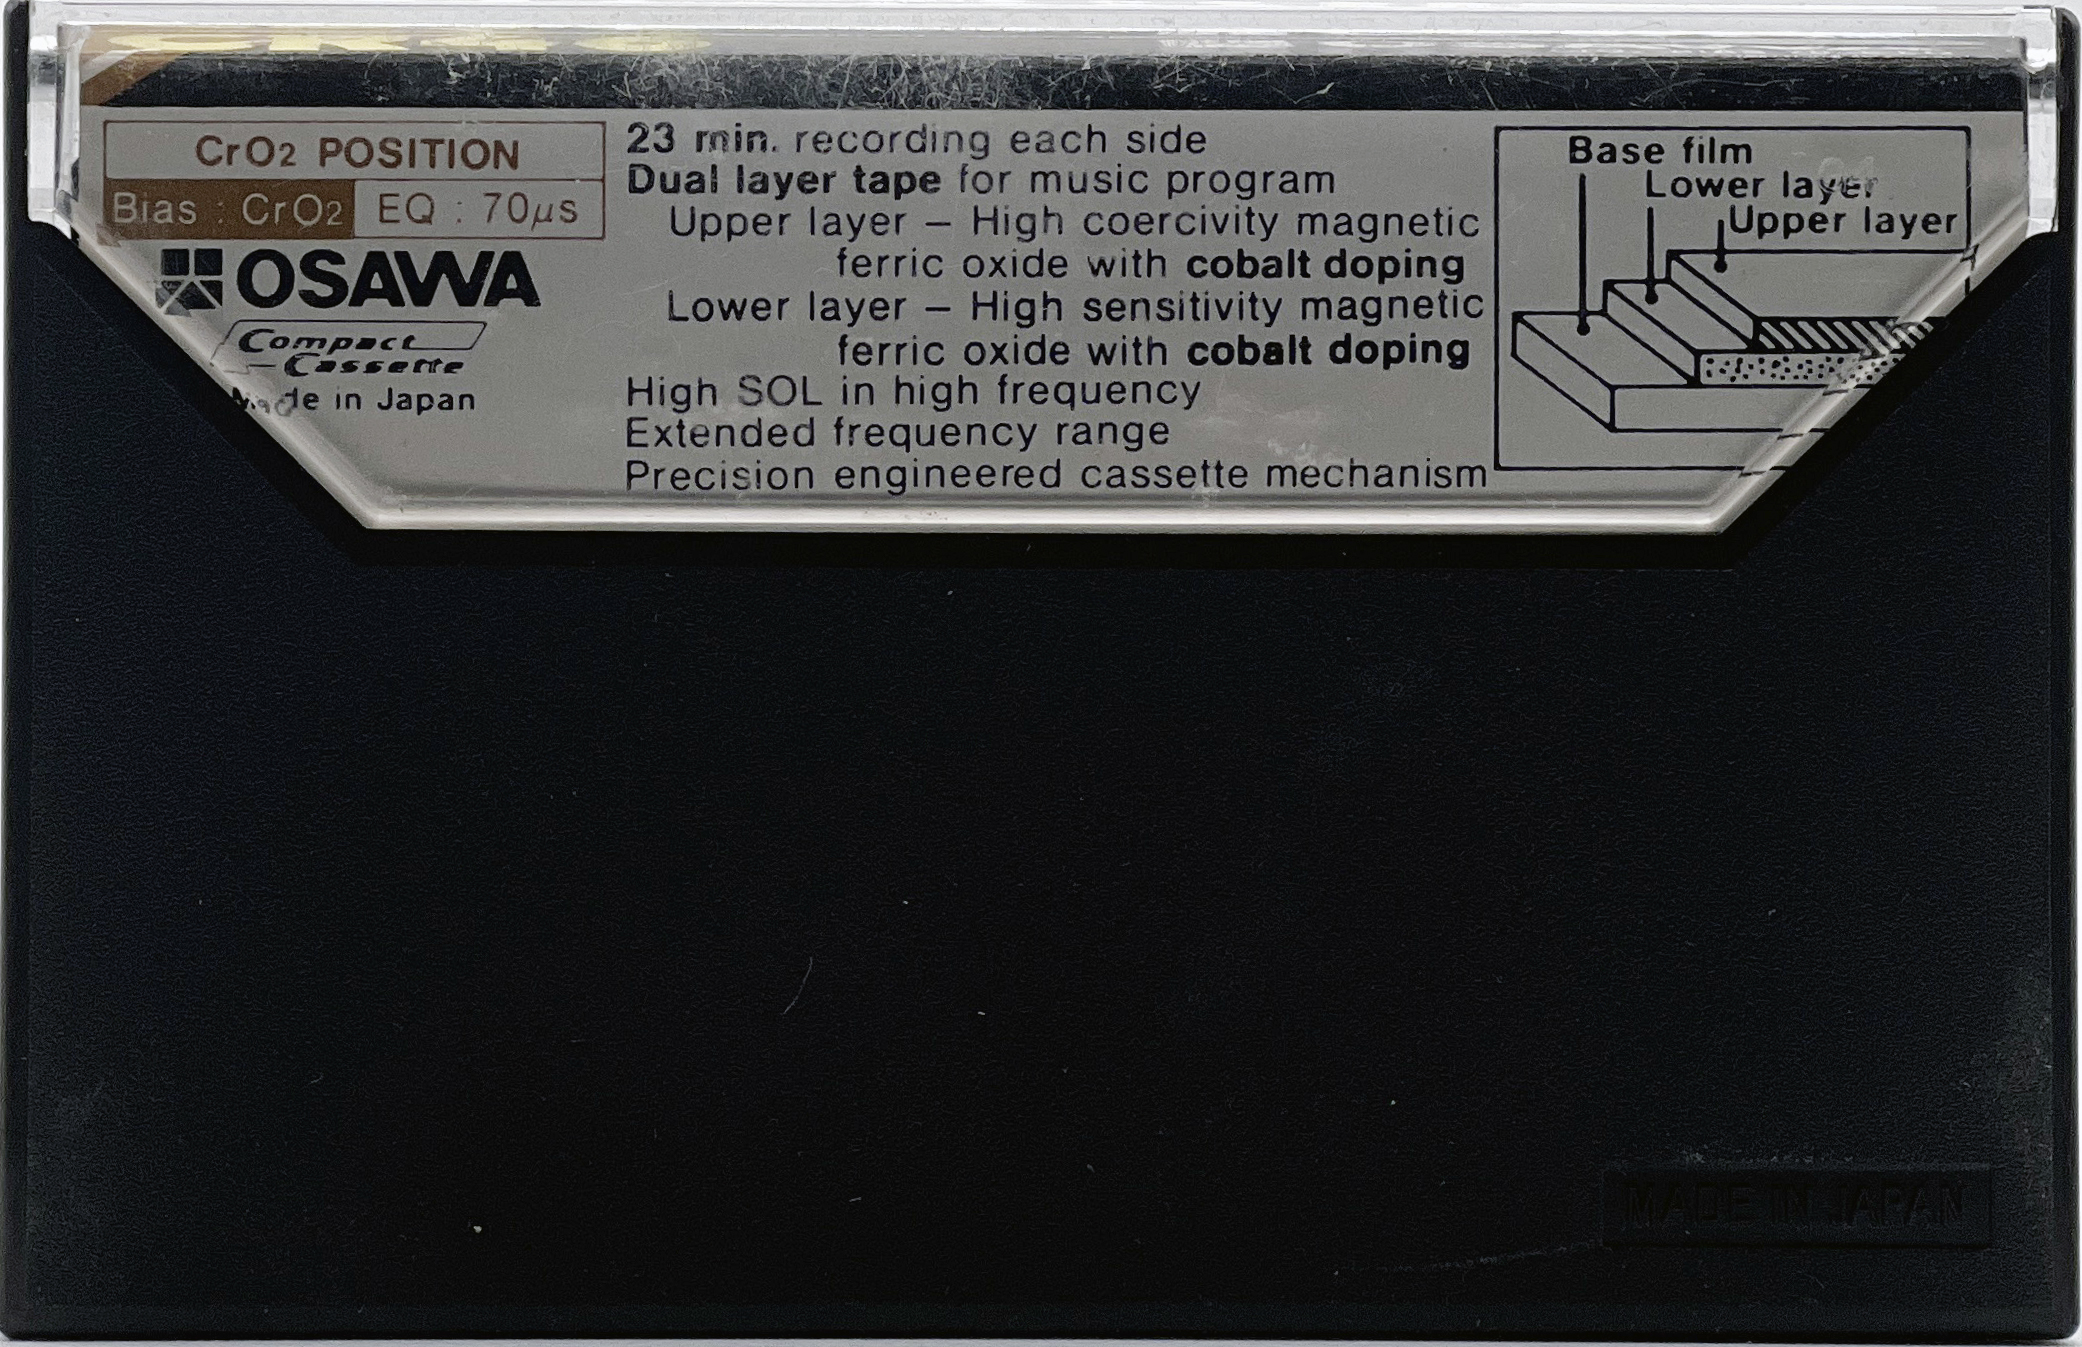 CrO2 POSITION
Bias : CrO2 EQ : 70µs
OSAWA
Compact
Cassette
Made in Japan
23 min. recording each side
Dual layer tape for music program
Upper layer – High coercivity magnetic
ferric oxide with cobalt doping
Lower layer – High sensitivity magnetic
ferric oxide with cobalt doping
High SOL in high frequency
Extended frequency range
Precision engineered cassette mechanism
Base film
Lower layer
Upper layer
MADE IN JAPAN